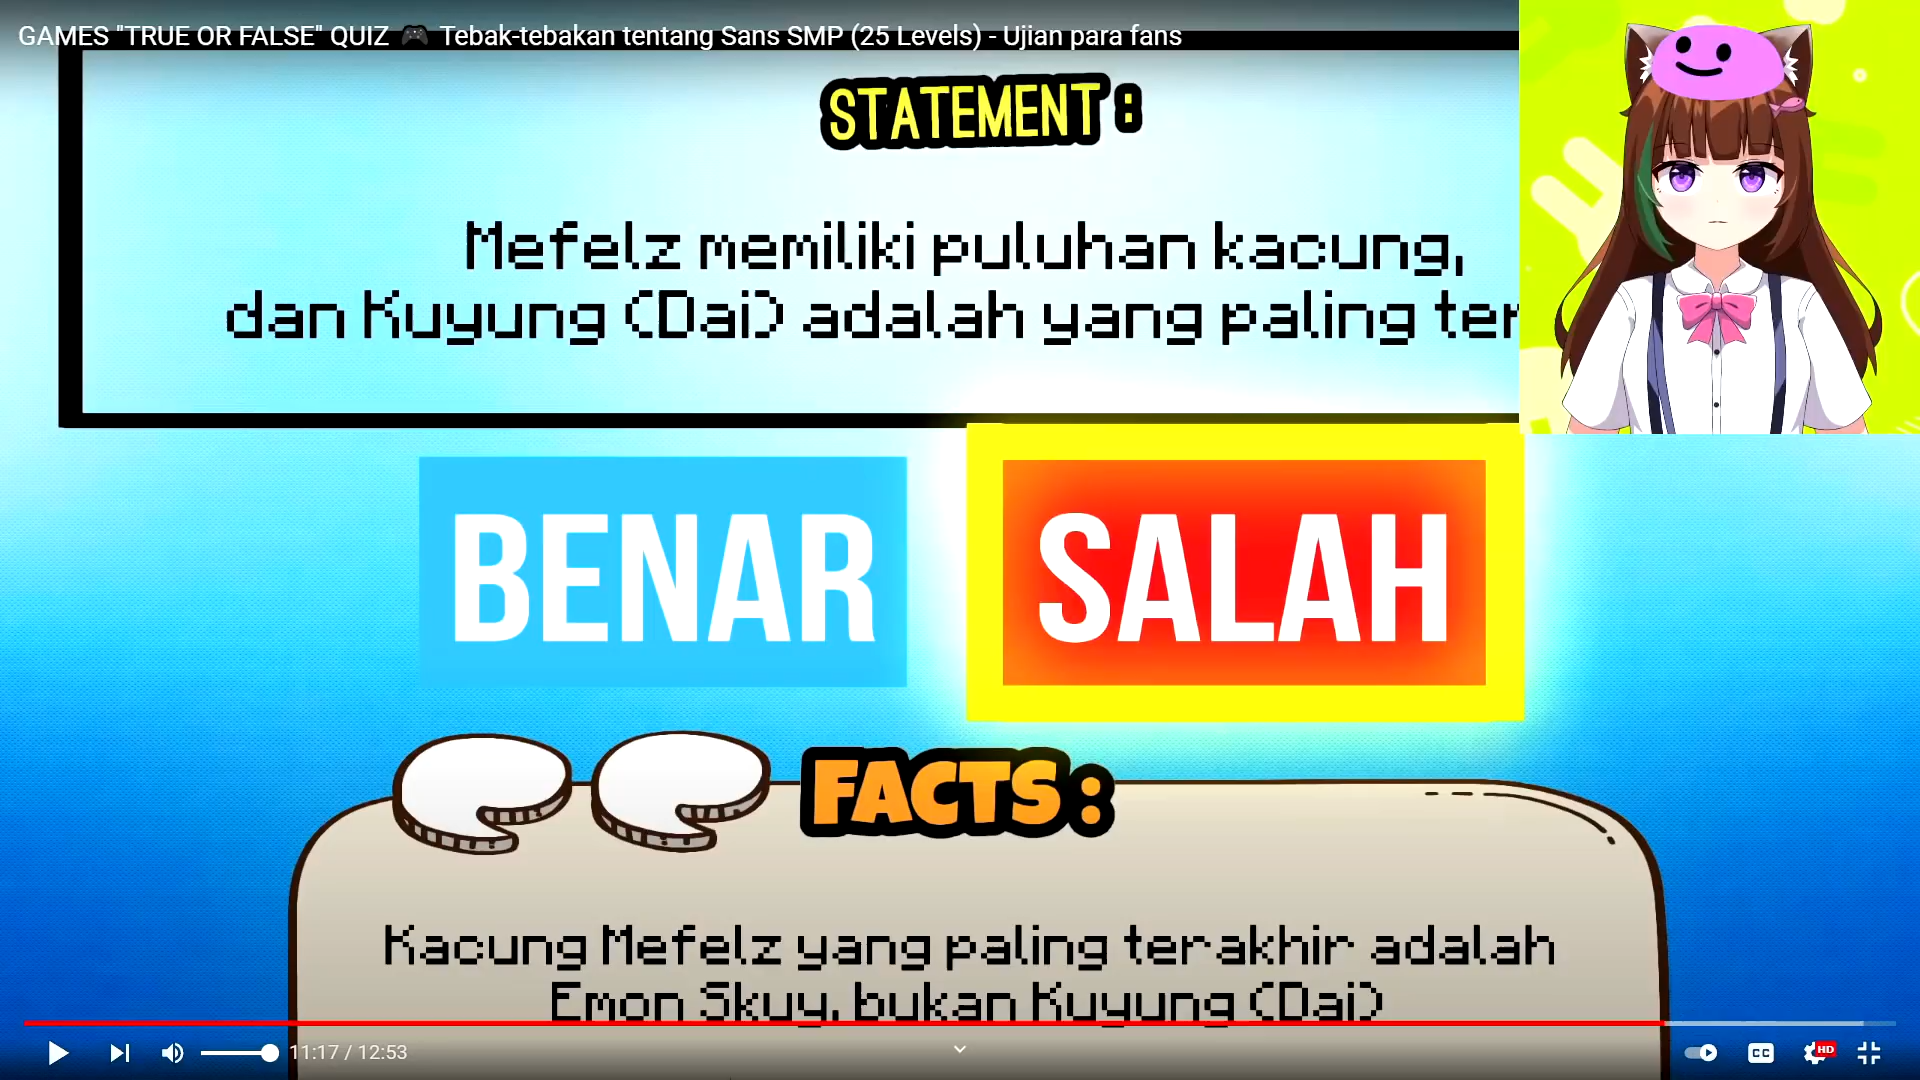 GAMES "TRUE OR FALSE" QUIZ 🎮 Tebak-tebakan tentang Sans SMP (25 Levels) - Ujian para fans
STATEMENT :
Mefelz memiliki puluhan kacung,
dan Kuyung (Dai) adalah yang paling ter
BENAR
SALAH
FACTS :
Kacung Mefelz yang paling terakhir adalah
Emon Skuy, bukan Kuyung (Dai)
11:17 / 12:53
CC
HD